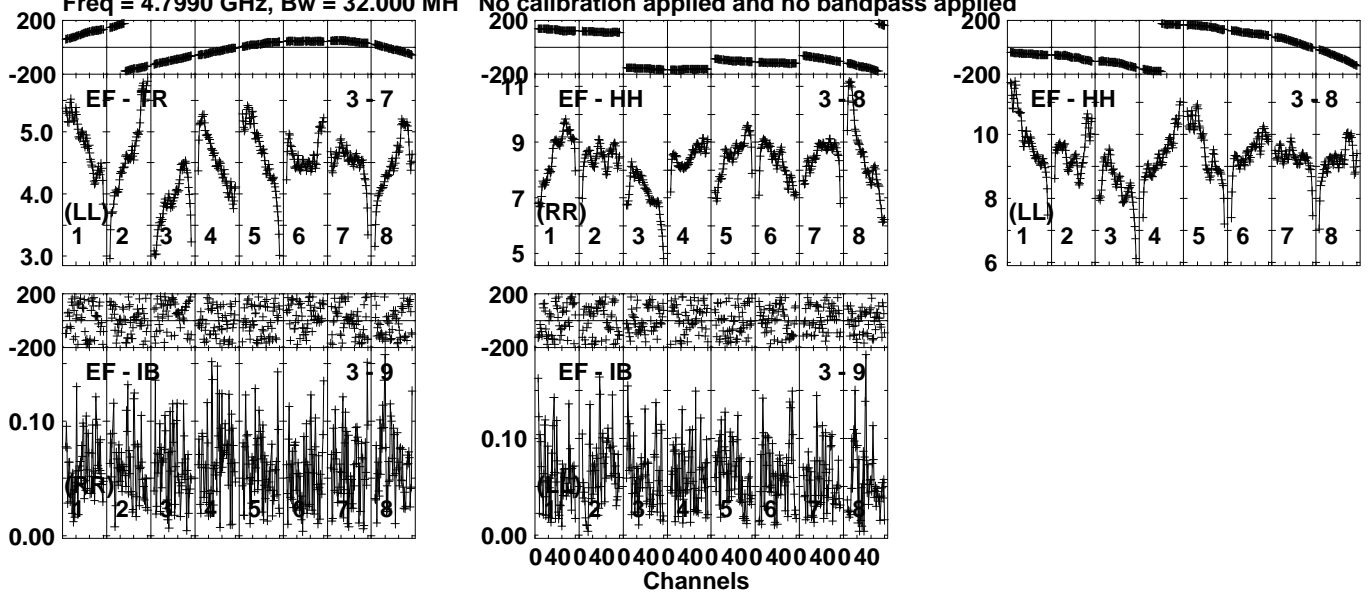 Freq = 4.7990 GHz, Bw = 32.000 MH No calibration applied and no bandpass applied
200
-200
EF - TR 3 - 7
5.0
4.0
(LL)
1 2 3 4 5 6 7 8
3.0
200
-200
11
EF - HH 3 - 8
9
7
(RR)
1 2 3 4 5 6 7 8
5
200
-200
EF - HH 3 - 8
10
8
(LL)
1 2 3 4 5 6 7 8
6
200
-200
EF - IB 3 - 9
0.10
(RR)
1 2 3 4 5 6 7 8
0.00
200
-200
EF - IB 3 - 9
0.10
(LL)
1 2 3 4 5 6 7 8
0.00
0 40 0 40 0 40 0 40 0 40 0 40 0 40 0 40
Channels